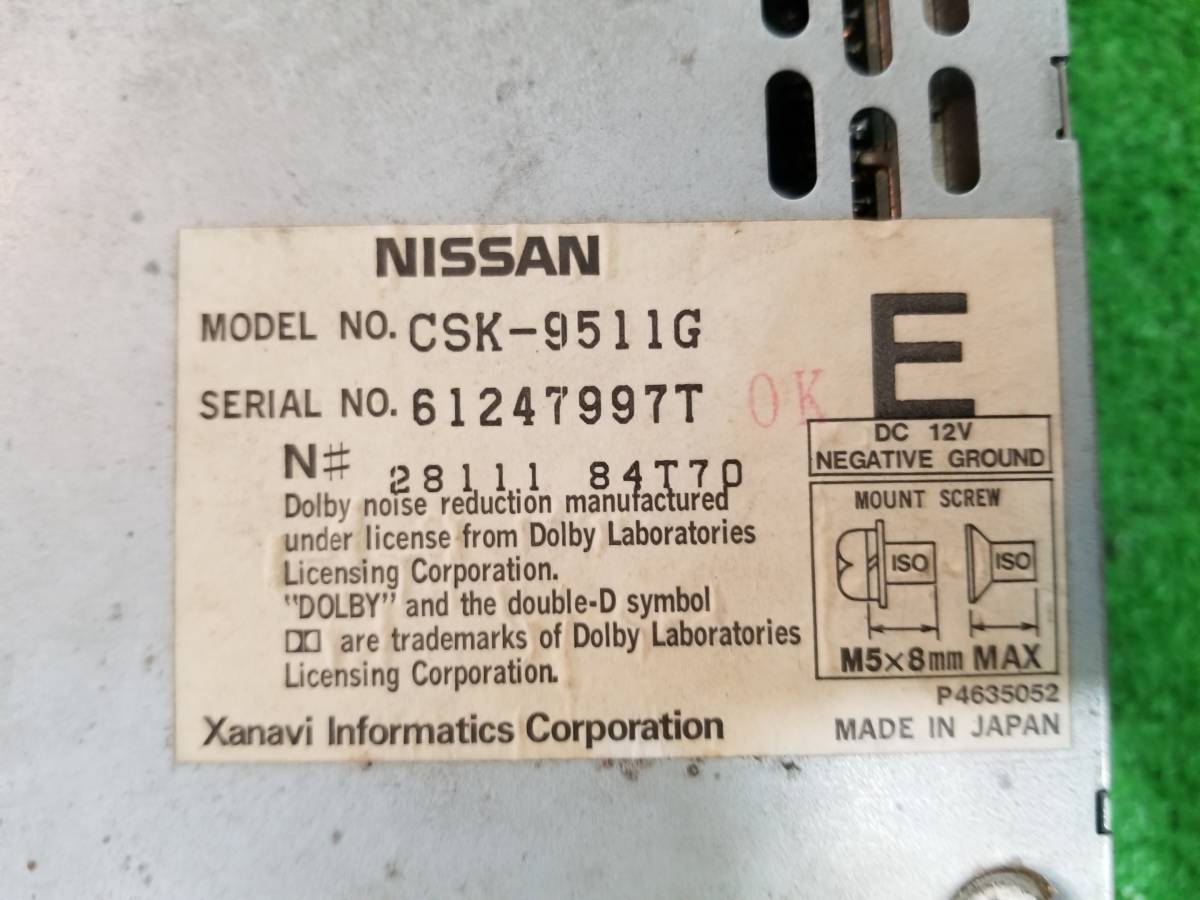 NISSAN
MODEL NO. CSK-9511G
SERIAL NO. 61247997T OK
E
N# 28111 84T70
DC 12V
NEGATIVE GROUND
Dolby noise reduction manufactured
under license from Dolby Laboratories
Licensing Corporation.
"DOLBY" and the double-D symbol
are trademarks of Dolby Laboratories
Licensing Corporation.
MOUNT SCREW
ISO ISO
M5×8mm MAX
P4635052
Xanavi Informatics Corporation
MADE IN JAPAN